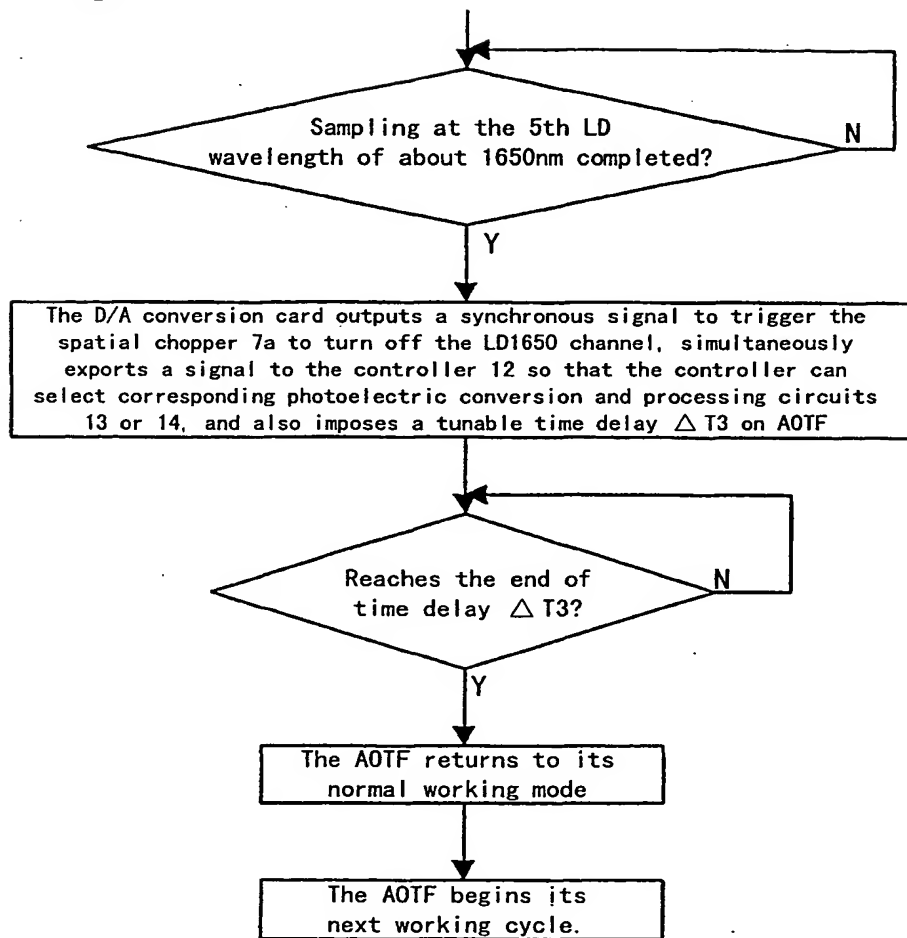 Sampling at the 5th LD
wavelength of about 1650nm completed?
N
Y
The D/A conversion card outputs a synchronous signal to trigger the
spatial chopper 7a to turn off the LD1650 channel, simultaneously
exports a signal to the controller 12 so that the controller can
select corresponding photoelectric conversion and processing circuits
13 or 14, and also imposes a tunable time delay △ T3 on AOTF
Reaches the end of
time delay △ T3?
N
Y
The AOTF returns to its
normal working mode
The AOTF begins its
next working cycle.